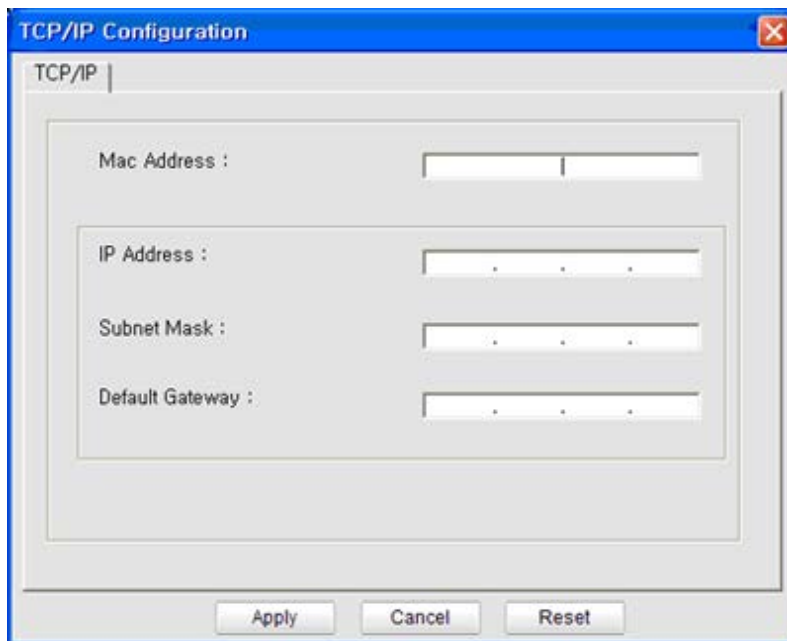 TCP/IP Configuration
TCP/IP
Mac Address :
IP Address :
. . .
Subnet Mask :
. . .
Default Gateway :
. . .
Apply Cancel Reset